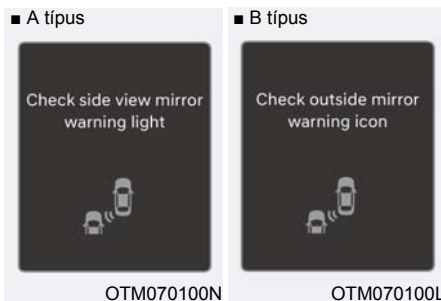 ■ A típus
Check side view mirror
warning light
OTM070100N
■ B típus
Check outside mirror
warning icon
OTM070100L